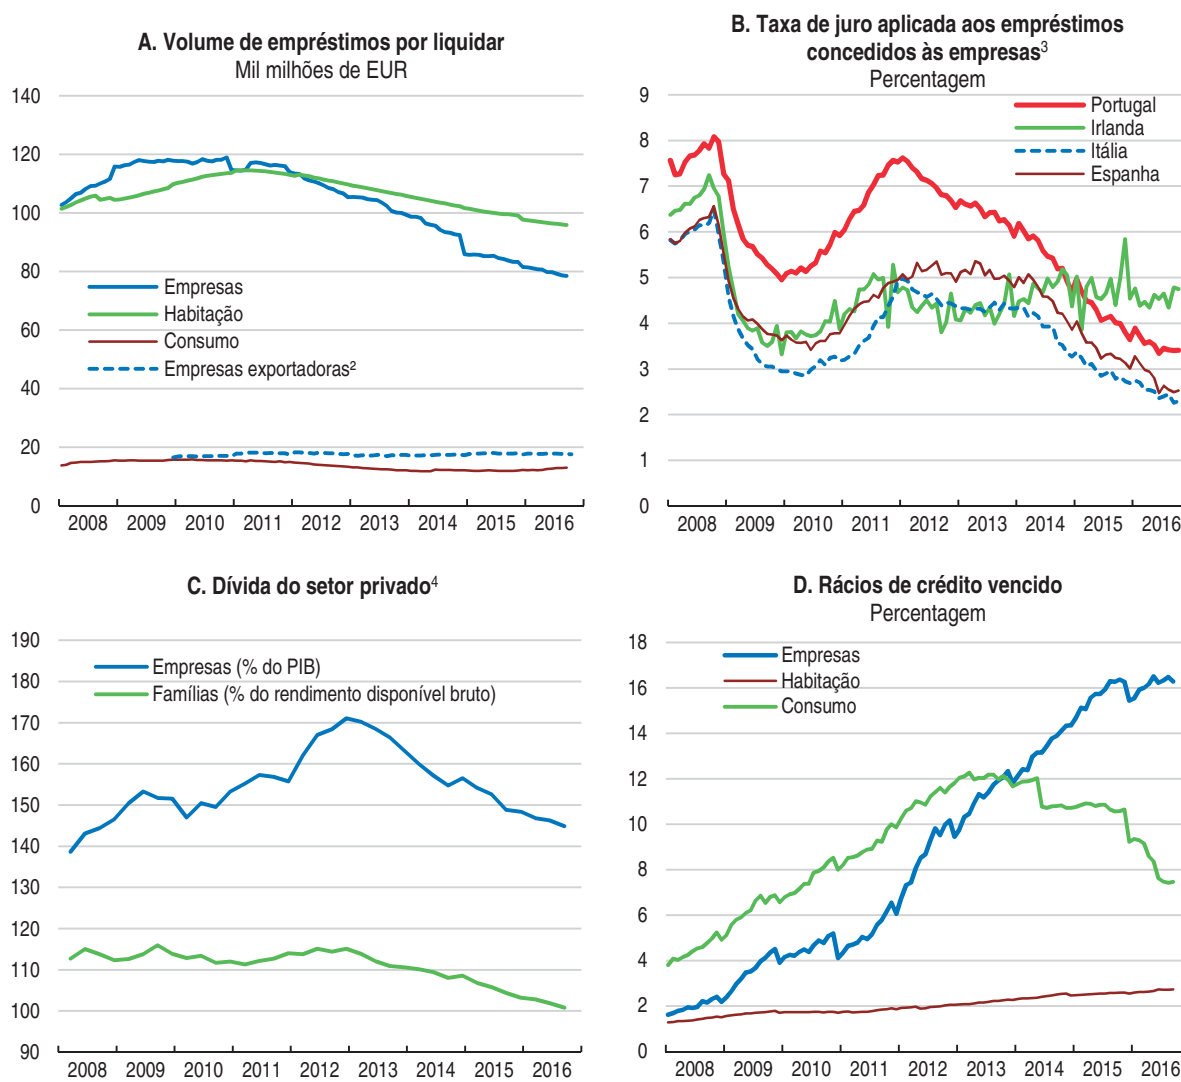 A. Volume de empréstimos por liquidar
Mil milhões de EUR
140
120
100
80
60
40
20
0
Empresas
Habitação
Consumo
Empresas exportadoras²
2008 2009 2010 2011 2012 2013 2014 2015 2016
B. Taxa de juro aplicada aos empréstimos
concedidos às empresas³
Percentagem
9
8
7
6
5
4
3
2
1
0
Portugal
Irlanda
Itália
Espanha
2008 2009 2010 2011 2012 2013 2014 2015 2016
C. Dívida do setor privado⁴
190
180
170
160
150
140
130
120
110
100
90
Empresas (% do PIB)
Famílias (% do rendimento disponível bruto)
2008 2009 2010 2011 2012 2013 2014 2015 2016
D. Rácios de crédito vencido
Percentagem
18
16
14
12
10
8
6
4
2
0
Empresas
Habitação
Consumo
2008 2009 2010 2011 2012 2013 2014 2015 2016